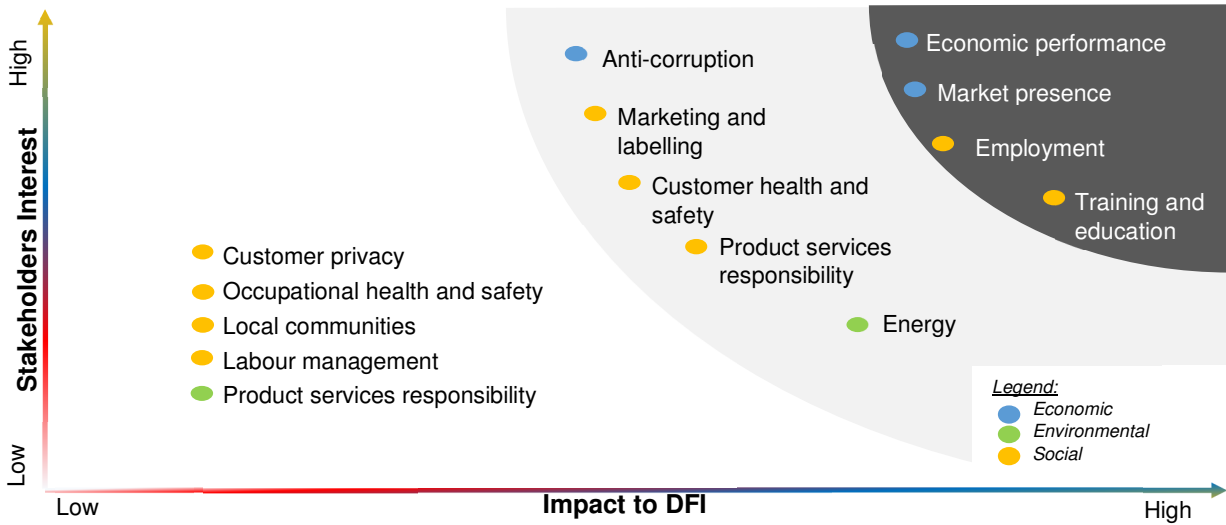 High
Stakeholders Interest
Low
Anti-corruption
Marketing and
labelling
Customer health and
safety
Product services
responsibility
Energy
Economic performance
Market presence
Employment
Training and
education
Customer privacy
Occupational health and safety
Local communities
Labour management
Product services responsibility
Legend:
Economic
Environmental
Social
Low
Impact to DFI
High